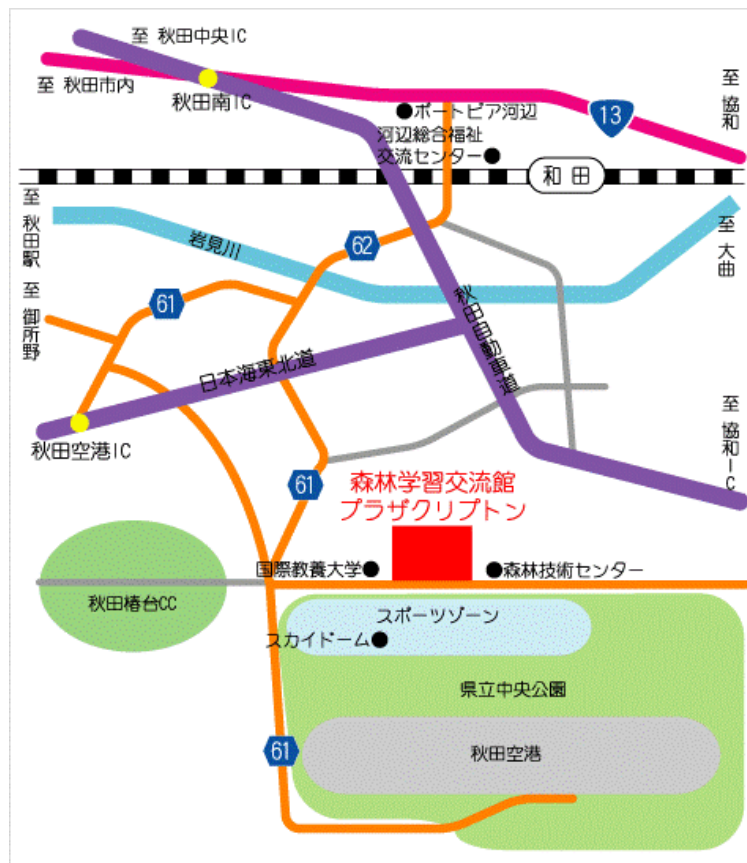 至 秋田中央IC
至 秋田市内
秋田南IC
至 協和
13
ポートピア河辺
河辺総合福祉
交流センター
和田
至 秋田駅
岩見川
62
至 大曲
至 御所野
61
秋田自動車道
日本海東北道
秋田空港IC
至 協和IC
61
森林学習交流館
プラザクリプトン
国際教養大学
森林技術センター
秋田椿台CC
スポーツゾーン
スカイドーム
県立中央公園
61
秋田空港